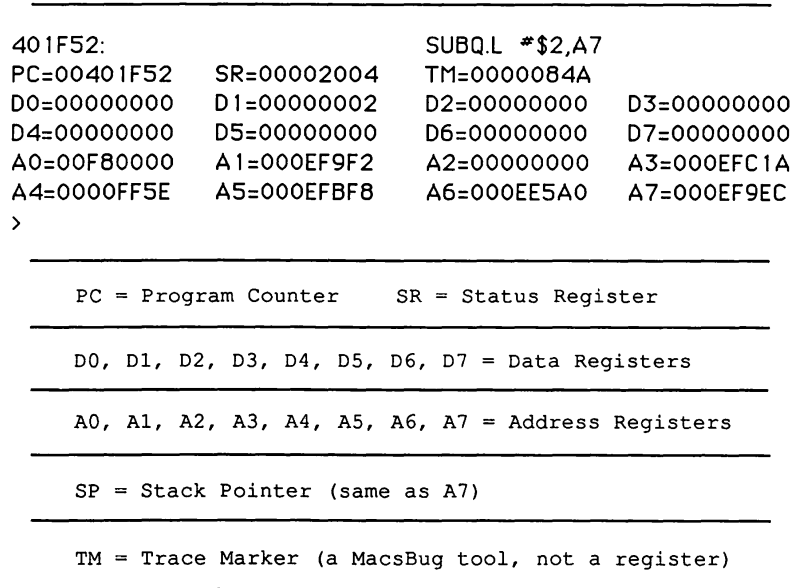 401F52: SUBQ.L #$2,A7
PC=00401F52 SR=00002004 TM=0000084A
D0=00000000 D1=00000002 D2=00000000 D3=00000000
D4=00000000 D5=00000000 D6=00000000 D7=00000000
A0=00F80000 A1=000EF9F2 A2=00000000 A3=000EFC1A
A4=0000FF5E A5=000EFBF8 A6=000EE5A0 A7=000EF9EC
>
PC = Program Counter SR = Status Register
D0, D1, D2, D3, D4, D5, D6, D7 = Data Registers
A0, A1, A2, A3, A4, A5, A6, A7 = Address Registers
SP = Stack Pointer (same as A7)
TM = Trace Marker (a MacsBug tool, not a register)